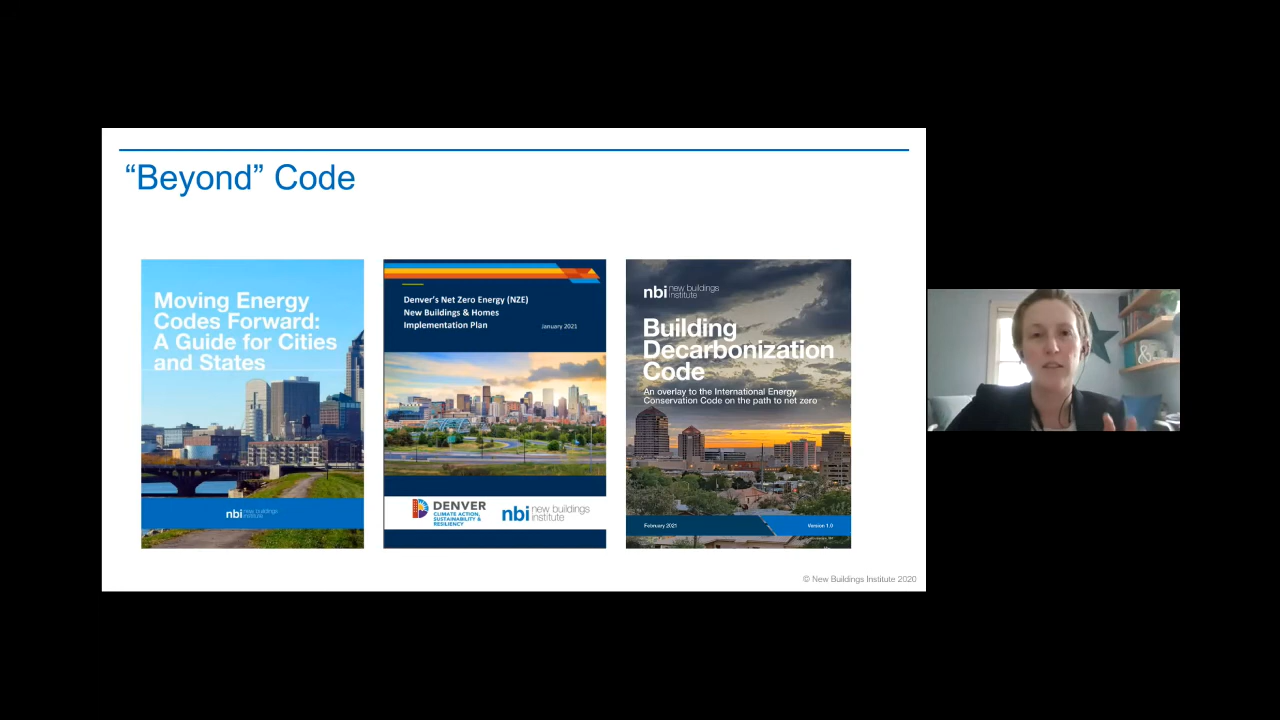 “Beyond” Code
Moving Energy
Codes Forward:
A Guide for Cities
and States
nbi new buildings
institute
Denver's Net Zero Energy (NZE)
New Buildings & Homes
Implementation Plan
January 2021
DENVER
CLIMATE ACTION,
SUSTAINABILITY &
RESILIENCY
nbi new buildings
institute
nbi new buildings
institute
Building
Decarbonization
Code
An overlay to the International Energy
Conservation Code on the path to net zero
February 2021
Version 1.0
© New Buildings Institute 2020
&